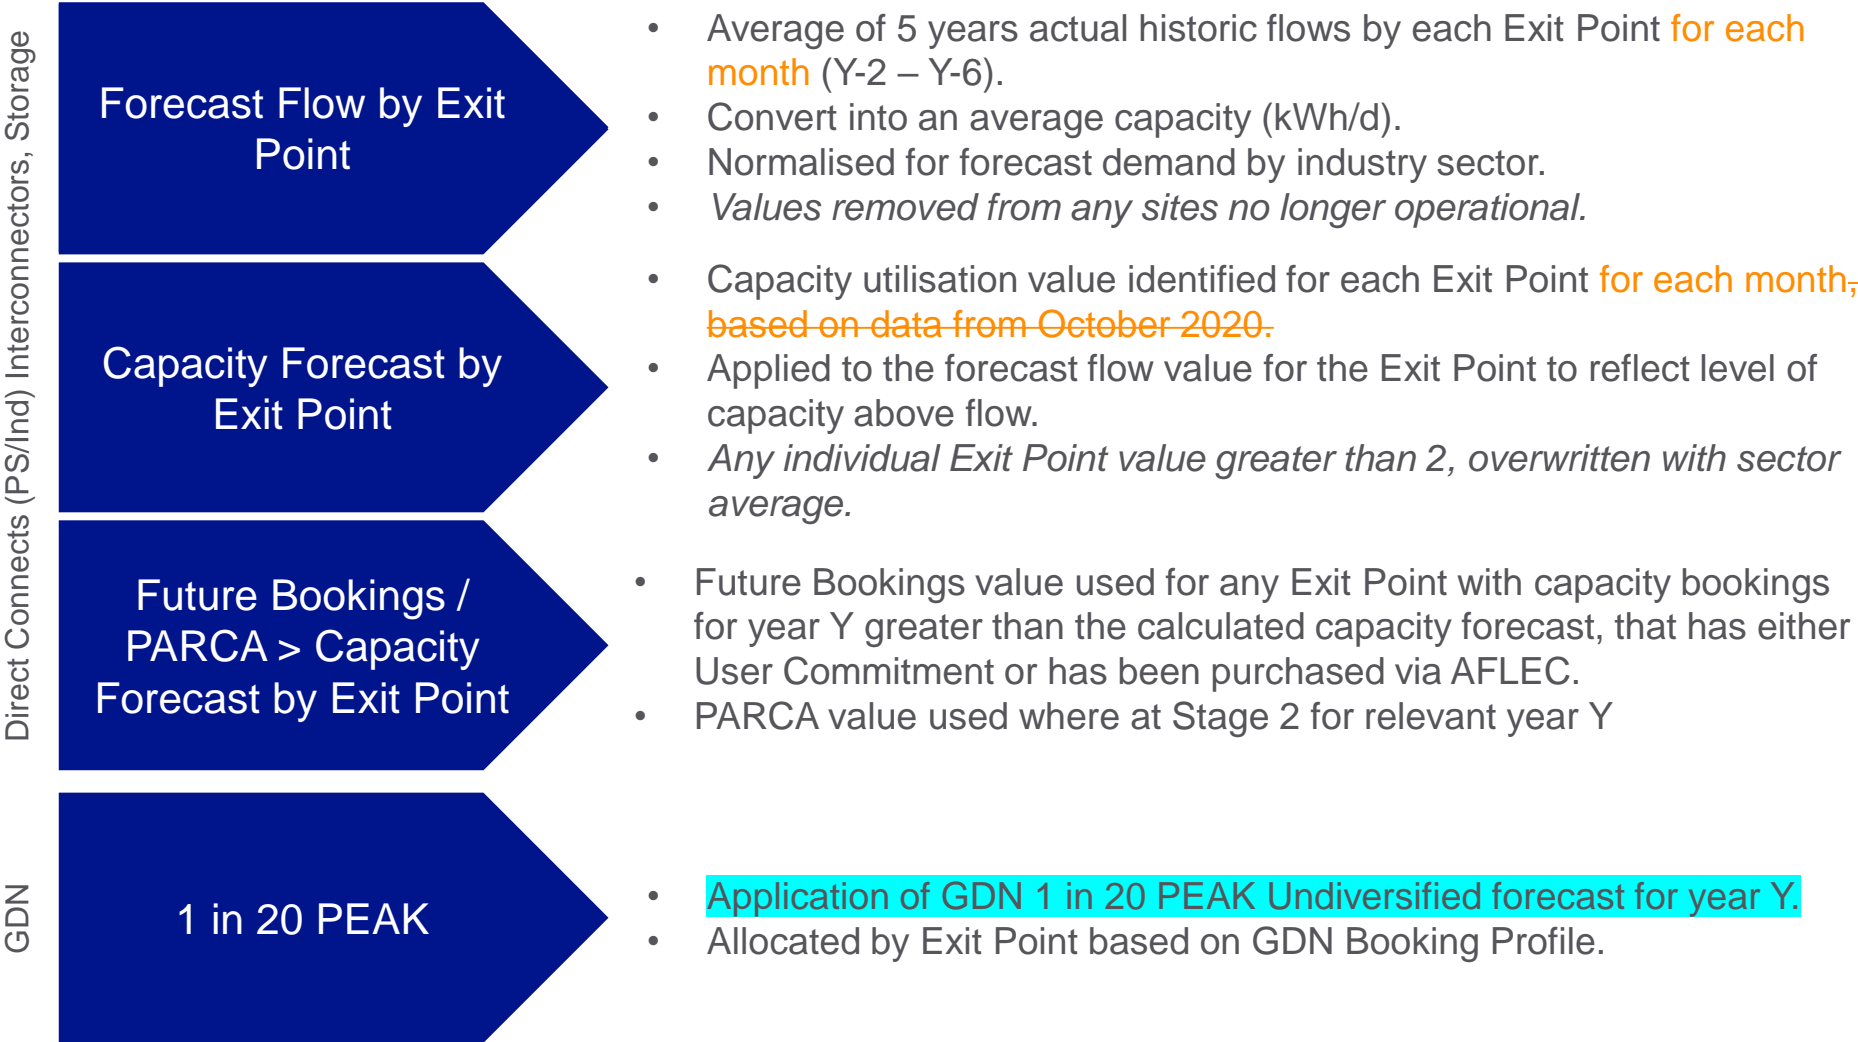 Direct Connects (PS/Ind) Interconnectors, Storage
Forecast Flow by Exit
Point
• Average of 5 years actual historic flows by each Exit Point for each
month (Y-2 – Y-6).
• Convert into an average capacity (kWh/d).
• Normalised for forecast demand by industry sector.
• Values removed from any sites no longer operational.
Capacity Forecast by
Exit Point
• Capacity utilisation value identified for each Exit Point for each month,
based on data from October 2020.
• Applied to the forecast flow value for the Exit Point to reflect level of
capacity above flow.
• Any individual Exit Point value greater than 2, overwritten with sector
average.
Future Bookings /
PARCA > Capacity
Forecast by Exit Point
• Future Bookings value used for any Exit Point with capacity bookings
for year Y greater than the calculated capacity forecast, that has either
User Commitment or has been purchased via AFLEC.
• PARCA value used where at Stage 2 for relevant year Y
GDN
1 in 20 PEAK
• Application of GDN 1 in 20 PEAK Undiversified forecast for year Y.
• Allocated by Exit Point based on GDN Booking Profile.